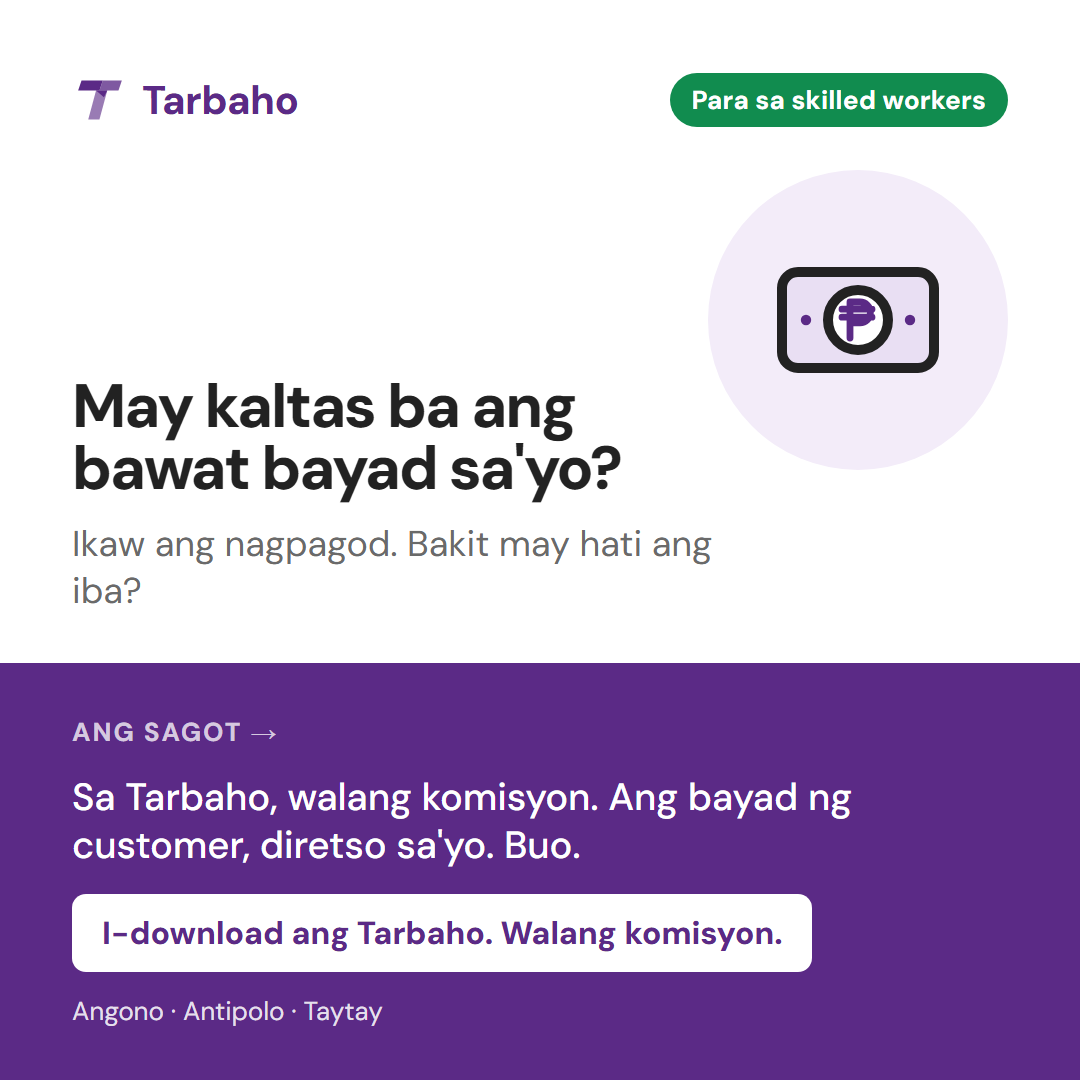 Tarbaho
Para sa skilled workers
₱
May kaltas ba ang
bawat bayad sa'yo?
Ikaw ang nagpagod. Bakit may hati ang
iba?
ANG SAGOT →
Sa Tarbaho, walang komisyon. Ang bayad ng
customer, diretso sa'yo. Buo.
I-download ang Tarbaho. Walang komisyon.
Angono · Antipolo · Taytay